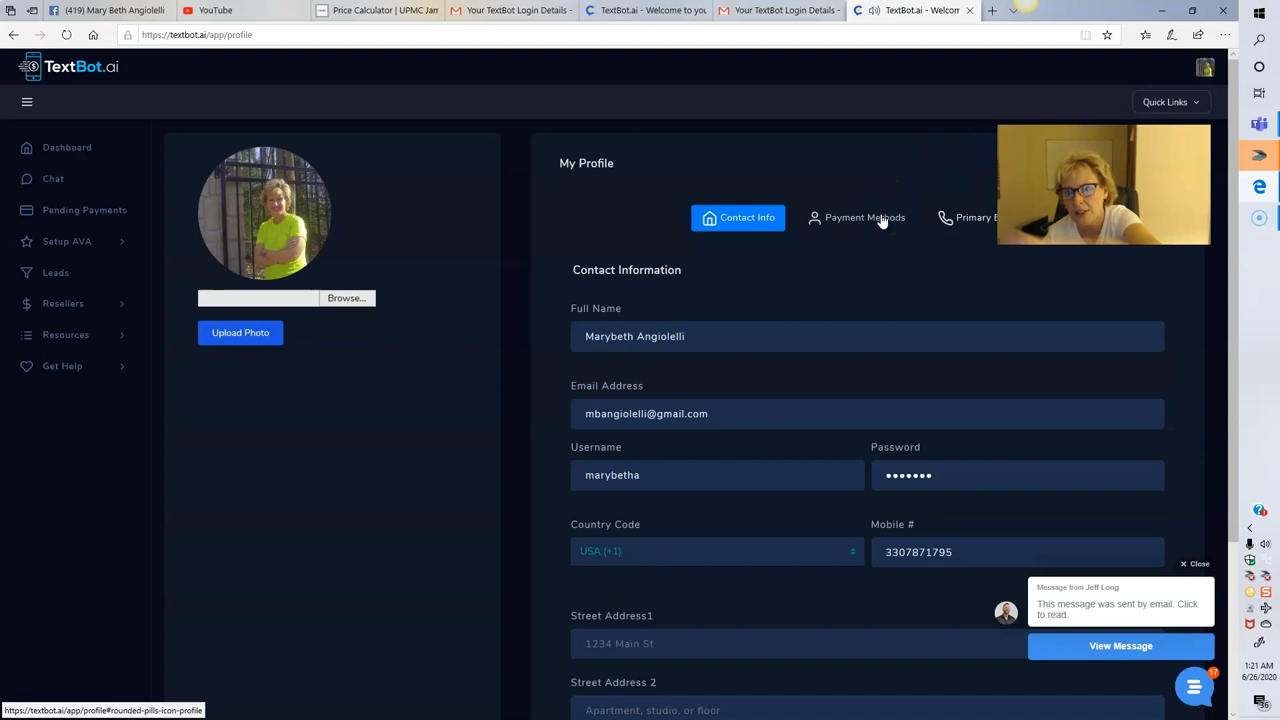 (419) Mary Beth Angiolelli
YouTube
Price Calculator | UPMC Jam
Your TextBot Login Details -
TextBot.ai - Welcome to you
Your TextBot Login Details -
TextBot.ai - Welcom
https://textbot.ai/app/profile
TextBot.ai
Quick Links
Dashboard
Chat
Pending Payments
Setup AVA
Leads
Resellers
Resources
Get Help
Browse...
Upload Photo
My Profile
Contact Info
Payment Methods
Primary B
Contact Information
Full Name
Marybeth Angiolelli
Email Address
mbangiolelli@gmail.com
Username
Password
marybetha
•••••••
Country Code
Mobile #
USA (+1)
3307871795
Street Address1
1234 Main St
Street Address 2
Apartment, studio, or floor
Close
Message from Jeff Long
This message was sent by email. Click
to read.
View Message
17
https://textbot.ai/app/profile#rounded-pills-icon-profile
1:21 AM
6/26/2020
36